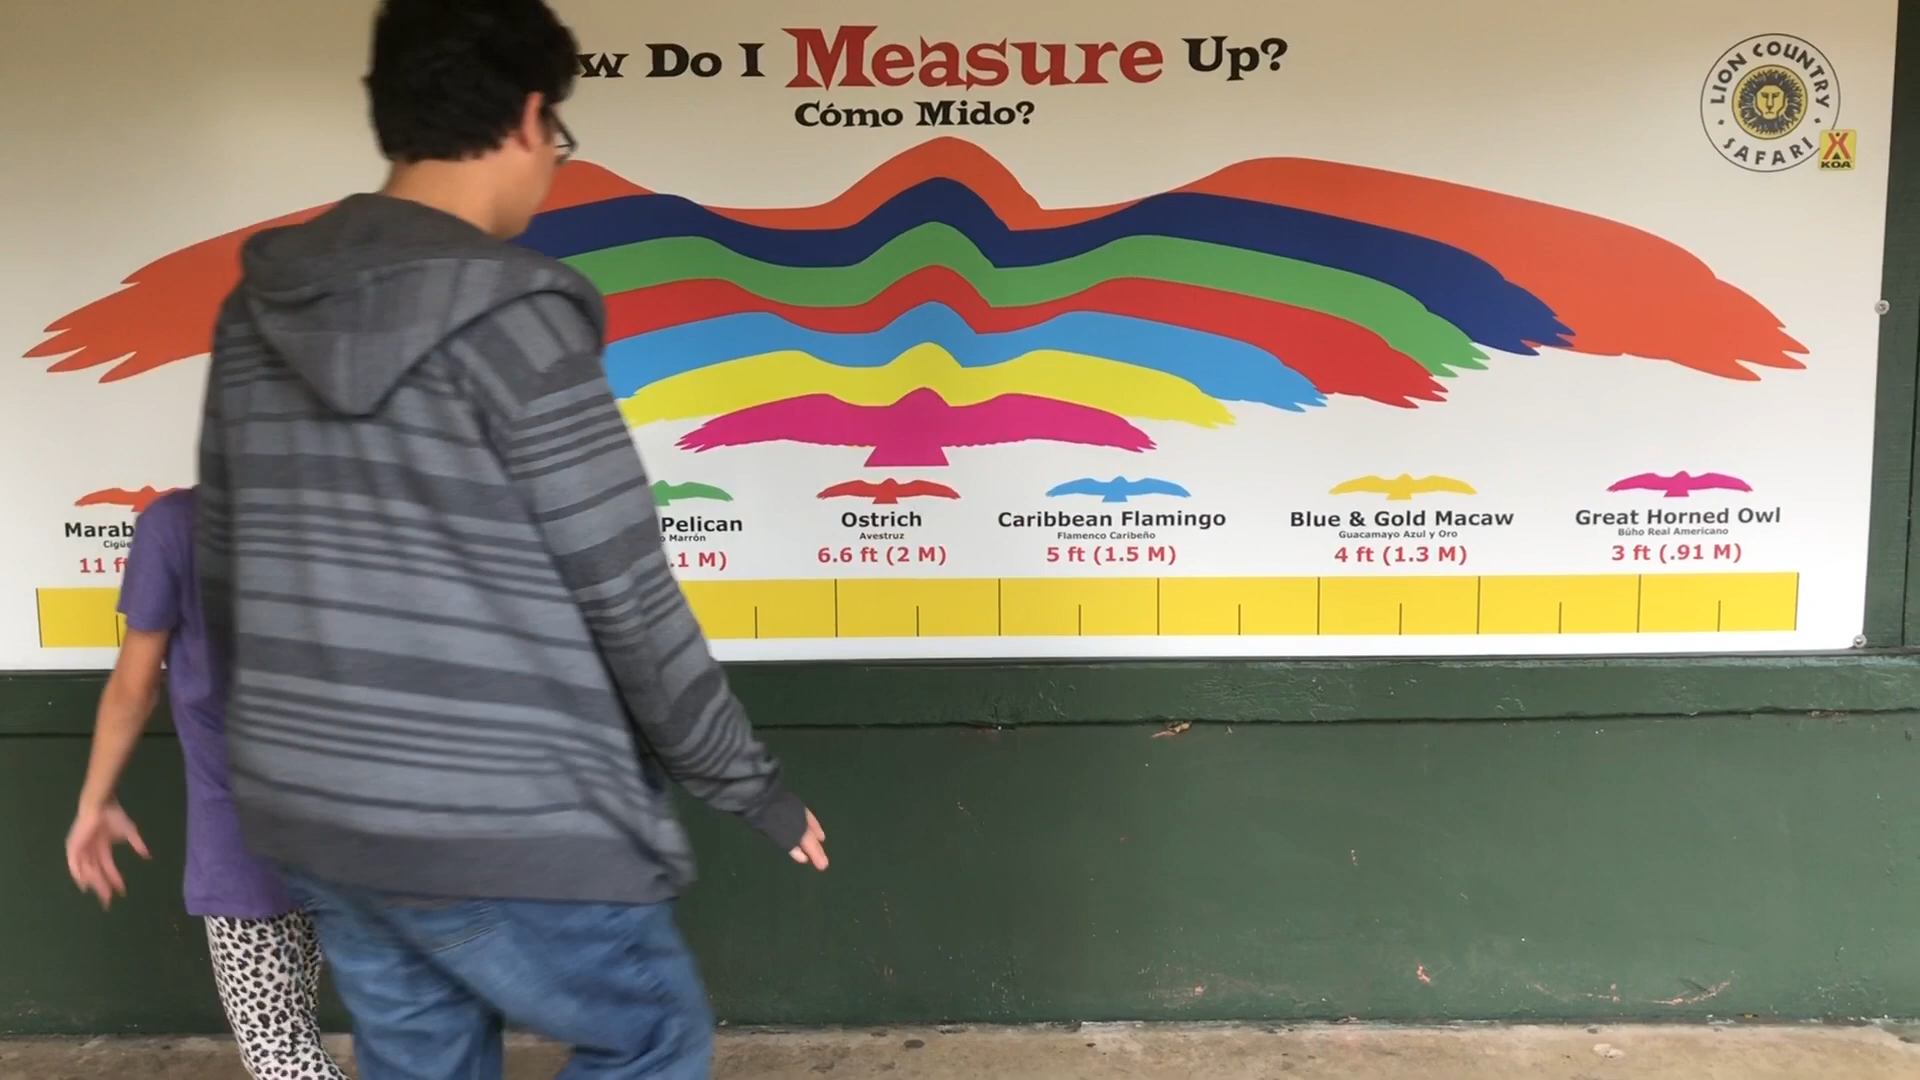 Do I Measure Up?
Cómo Mido?
LION COUNTRY
SAFARI
KOA
Pelican
Marrón
.1 M)
Ostrich
Avestruz
6.6 ft (2 M)
Caribbean Flamingo
Flamenco Caribeño
5 ft (1.5 M)
Blue & Gold Macaw
Guacamayo Azul y Oro
4 ft (1.3 M)
Great Horned Owl
Búho Real Americano
3 ft (.91 M)
11